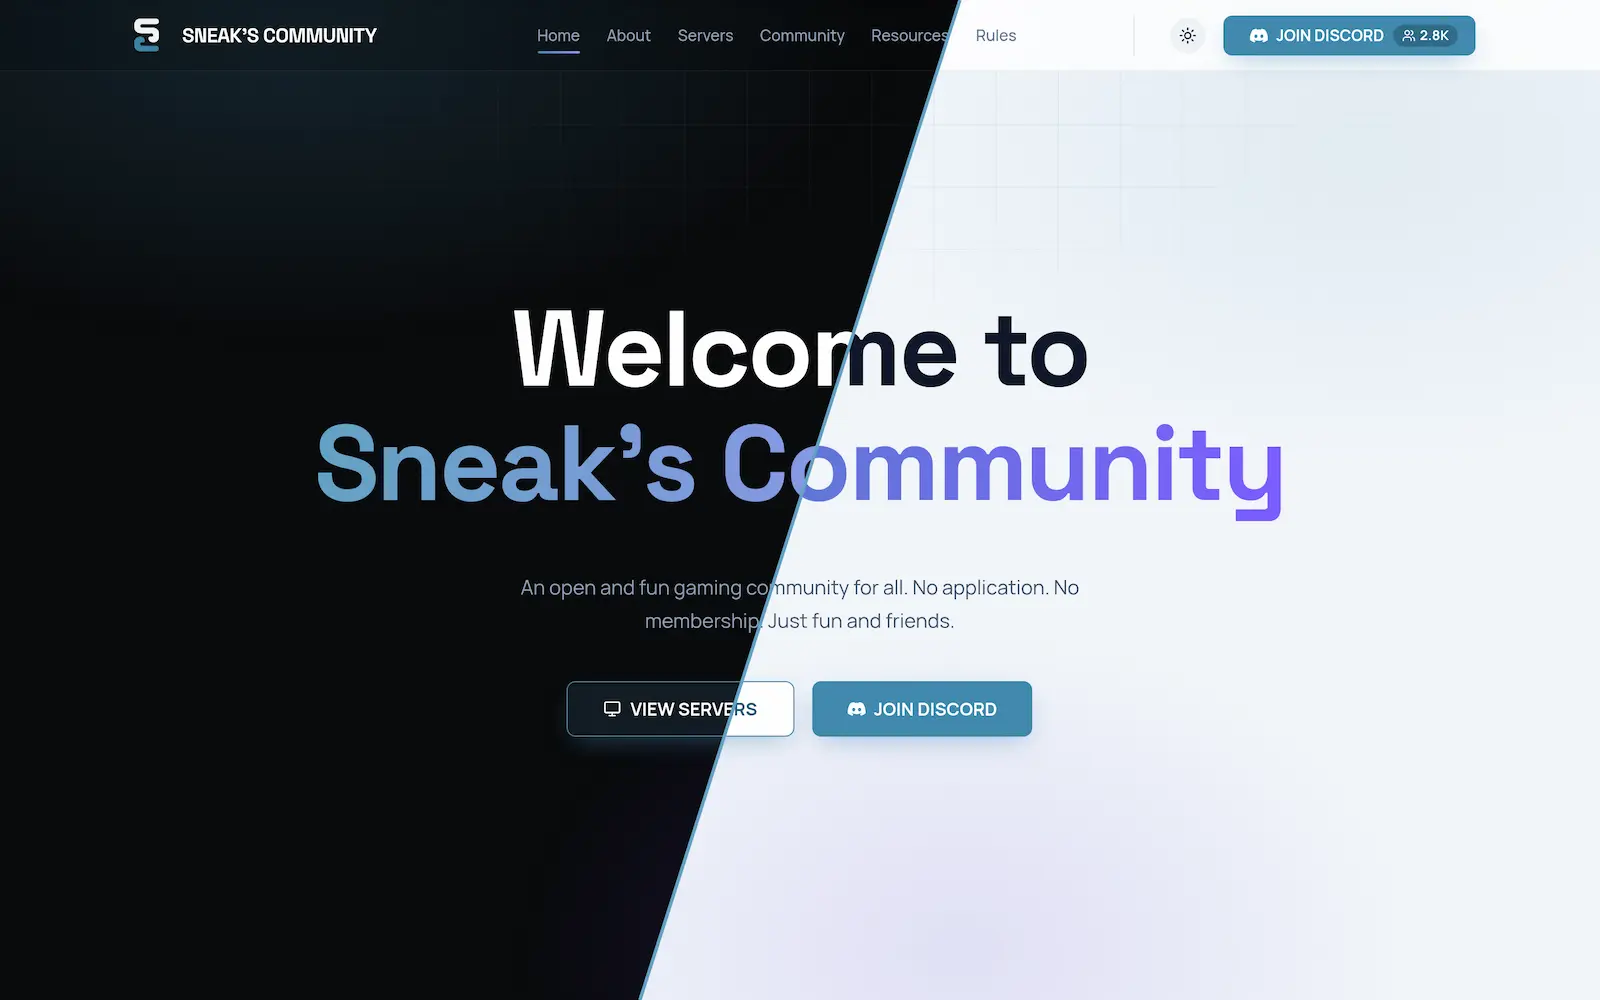 SNEAK’S COMMUNITY
Home About Servers Community Resources Rules
JOIN DISCORD 2.8K
Welcome to
Sneak’s Community
An open and fun gaming community for all. No application. No
membership. Just fun and friends.
VIEW SERVERS
JOIN DISCORD